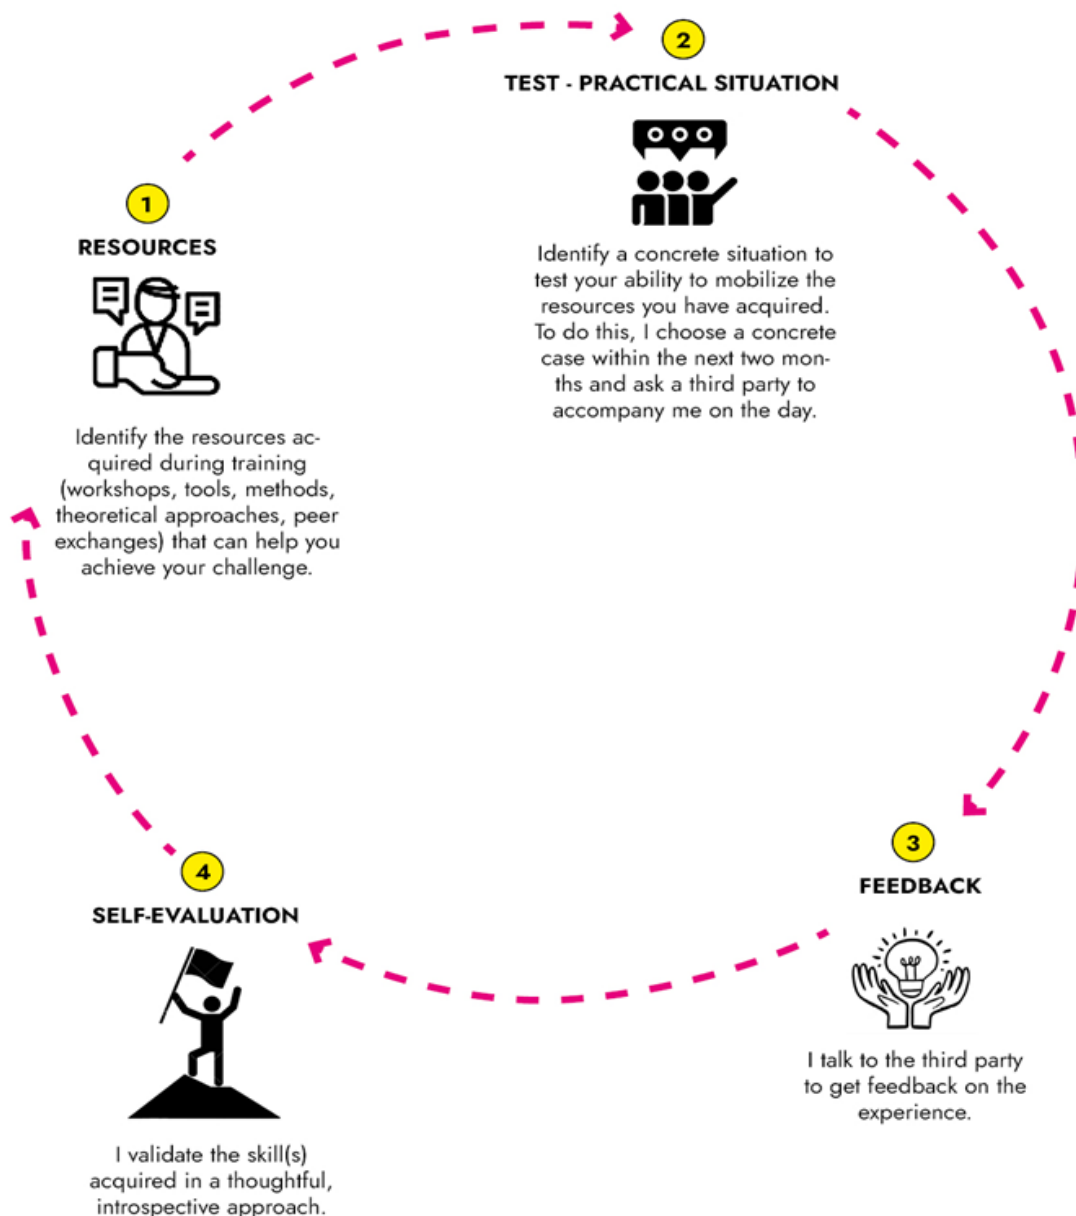 1
RESOURCES
Identify the resources ac-
quired during training
(workshops, tools, methods,
theoretical approaches, peer
exchanges) that can help you
achieve your challenge.
2
TEST - PRACTICAL SITUATION
Identify a concrete situation to
test your ability to mobilize the
resources you have acquired.
To do this, I choose a concrete
case within the next two mon-
ths and ask a third party to
accompany me on the day.
3
FEEDBACK
I talk to the third party
to get feedback on the
experience.
4
SELF-EVALUATION
I validate the skill(s)
acquired in a thoughtful,
introspective approach.